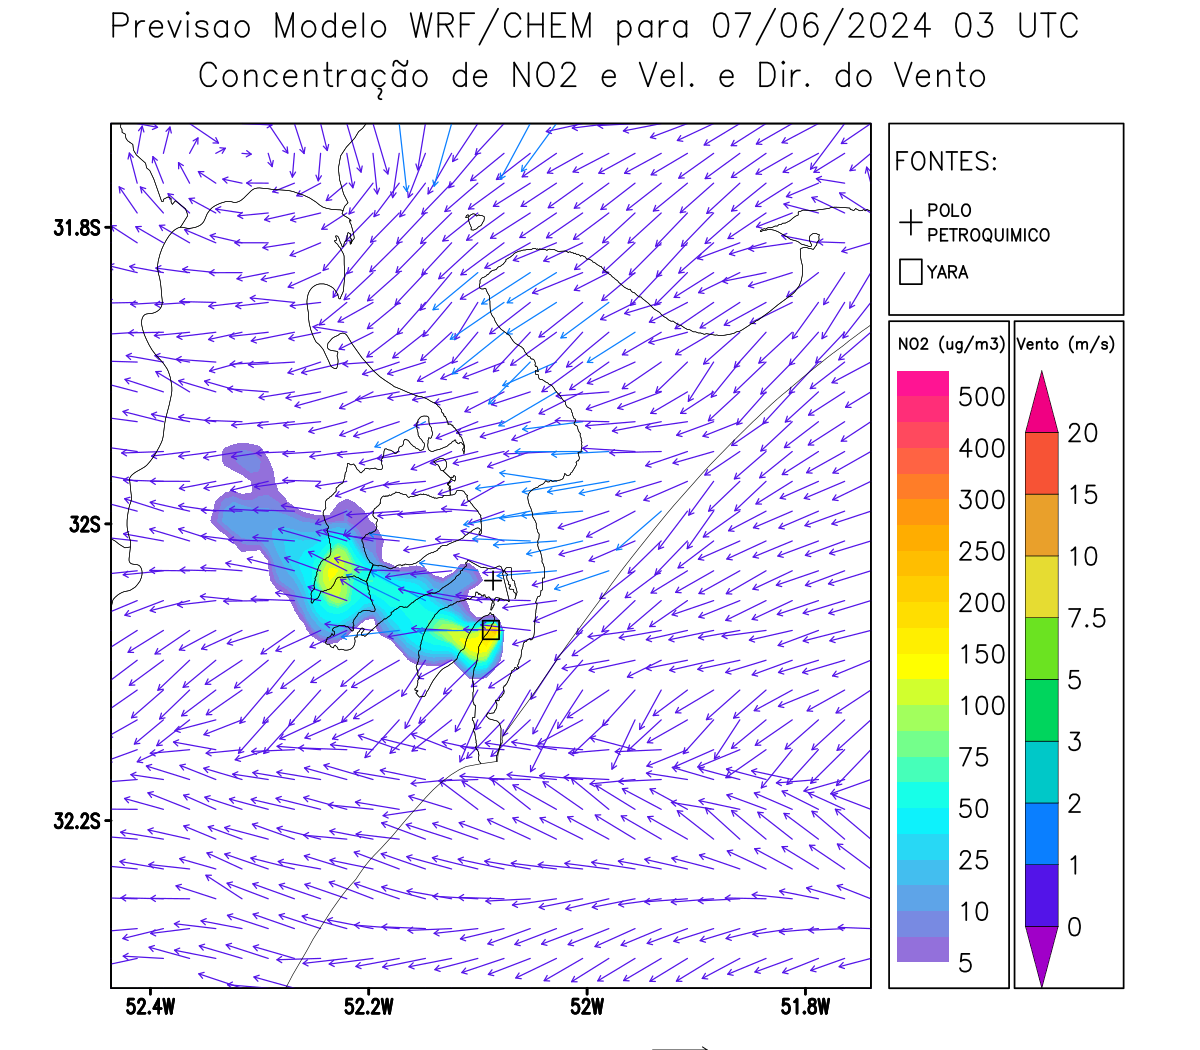 Previsao Modelo WRF/CHEM para 07/06/2024 03 UTC
Concentração de NO2 e Vel. e Dir. do Vento
FONTES:
POLO
PETROQUIMICO
YARA
NO2 (ug/m3)
500
400
300
250
200
150
100
75
50
25
10
5
Vento (m/s)
20
15
10
7.5
5
3
2
1
0
31.8S
32S
32.2S
52.4W
52.2W
52W
51.8W